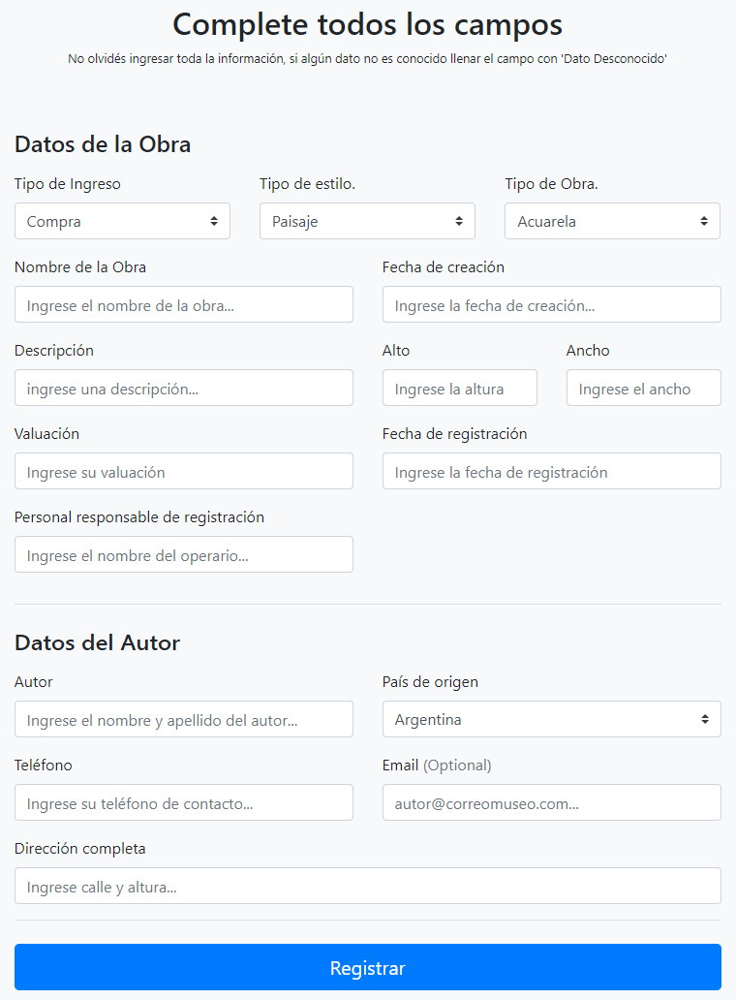 Complete todos los campos
No olvidés ingresar toda la información, si algún dato no es conocido llenar el campo con 'Dato Desconocido'
Datos de la Obra
Tipo de Ingreso
Tipo de estilo.
Tipo de Obra.
Compra
Paisaje
Acuarela
Nombre de la Obra
Fecha de creación
Ingrese el nombre de la obra...
Ingrese la fecha de creación...
Descripción
Alto
Ancho
ingrese una descripción...
Ingrese la altura
Ingrese el ancho
Valuación
Fecha de registración
Ingrese su valuación
Ingrese la fecha de registración
Personal responsable de registración
Ingrese el nombre del operario...
Datos del Autor
Autor
País de origen
Ingrese el nombre y apellido del autor...
Argentina
Teléfono
Email (Optional)
Ingrese su teléfono de contacto...
autor@correomuseo.com...
Dirección completa
Ingrese calle y altura...
Registrar